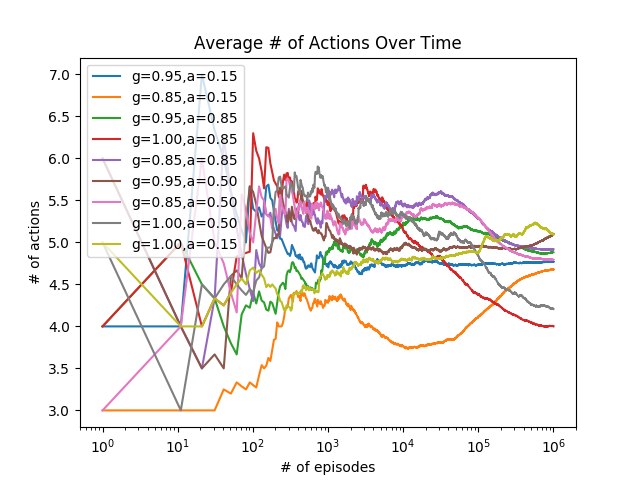 Average # of Actions Over Time
7.0
6.5
6.0
5.5
5.0
4.5
4.0
3.5
3.0
# of actions
g=0.95,a=0.15
g=0.85,a=0.15
g=0.95,a=0.85
g=1.00,a=0.85
g=0.85,a=0.85
g=0.95,a=0.50
g=0.85,a=0.50
g=1.00,a=0.50
g=1.00,a=0.15
10⁰ 10¹ 10² 10³ 10⁴ 10⁵ 10⁶
# of episodes